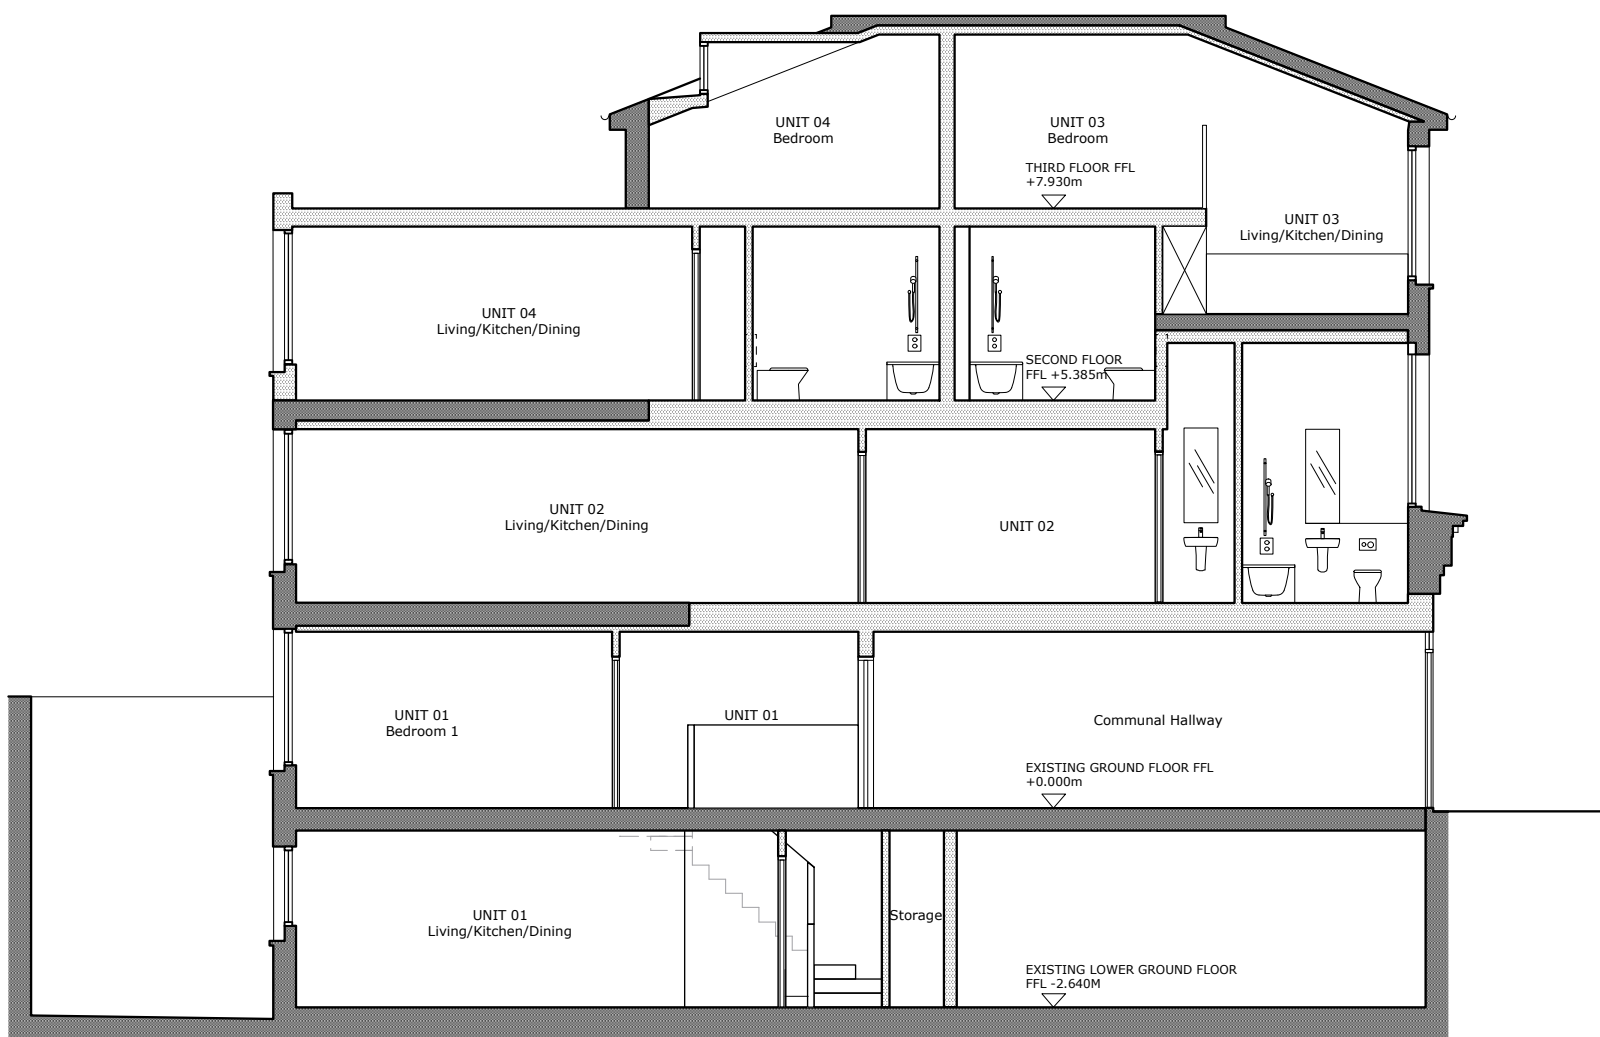 UNIT 04
Bedroom
UNIT 03
Bedroom
THIRD FLOOR FFL
+7.930m
UNIT 03
Living/Kitchen/Dining
UNIT 04
Living/Kitchen/Dining
SECOND FLOOR
FFL +5.385m
UNIT 02
Living/Kitchen/Dining
UNIT 02
UNIT 01
Bedroom 1
UNIT 01
Communal Hallway
EXISTING GROUND FLOOR FFL
+0.000m
UNIT 01
Living/Kitchen/Dining
Storage
EXISTING LOWER GROUND FLOOR
FFL -2.640M